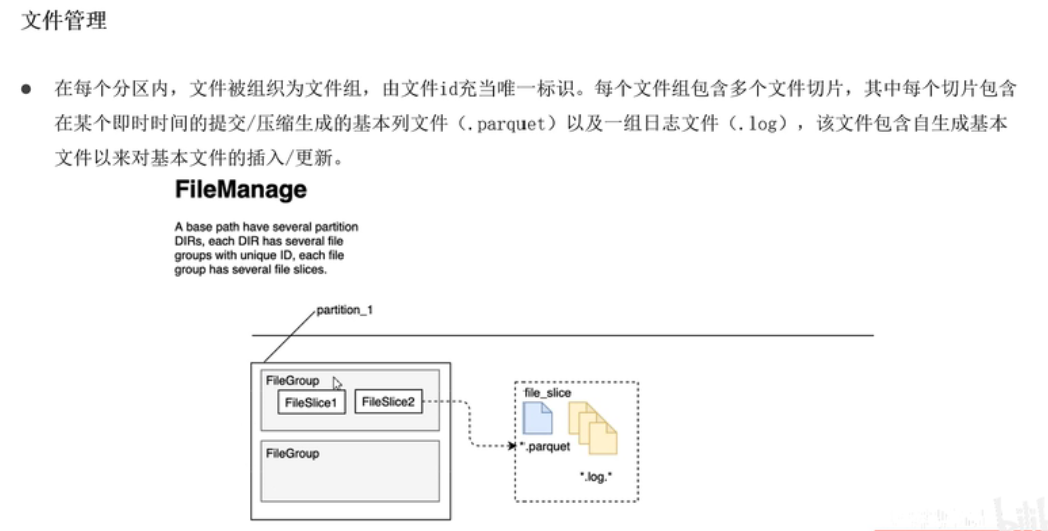 文件管理
● 在每个分区内，文件被组织为文件组，由文件id充当唯一标识。每个文件组包含多个文件切片，其中每个切片包含
在某个即时时间的提交/压缩生成的基本列文件（.parquet）以及一组日志文件（.log），该文件包含自生成基本
文件以来对基本文件的插入/更新。
FileManage
A base path have several partition
DIRs, each DIR has several file
groups with unique ID, each file
group has several file slices.
partition_1
FileGroup
FileSlice1
FileSlice2
file_slice
*.parquet
*.log.*
FileGroup